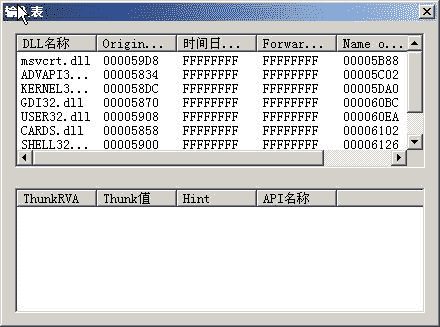 输入表
DLL名称 Origin... 时间日... Forwar... Name o...
msvcrt.dll 000059D8 FFFFFFFF FFFFFFFF 00005B88
ADVAPI3... 00005834 FFFFFFFF FFFFFFFF 00005C02
KERNEL3... 000058DC FFFFFFFF FFFFFFFF 00005DA0
GDI32.dll 00005870 FFFFFFFF FFFFFFFF 000060BC
USER32.dll 00005908 FFFFFFFF FFFFFFFF 000060EA
CARDS.dll 00005858 FFFFFFFF FFFFFFFF 00006102
SHELL32... 00005900 FFFFFFFF FFFFFFFF 00006126
ThunkRVA Thunk值 Hint API名称